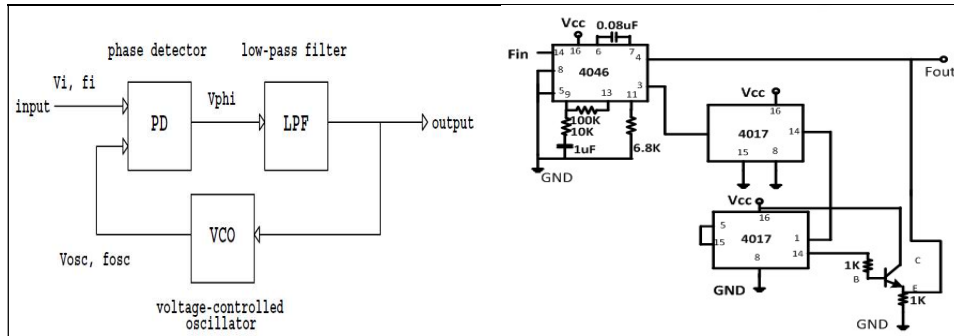 phase detector
low-pass filter
Vi, fi
Vphi
input
PD
LPF
output
VCO
Vosc, fosc
voltage-controlled
oscillator
Vcc
0.08uF
Fin
14
16
6
7
4
Fout
8
4046
3
5
9
13
11
100K
10K
1uF
6.8K
GND
Vcc
16
4017
14
15
8
Vcc
16
5
15
4017
1
14
8
GND
1K
B
C
E
1K
GND